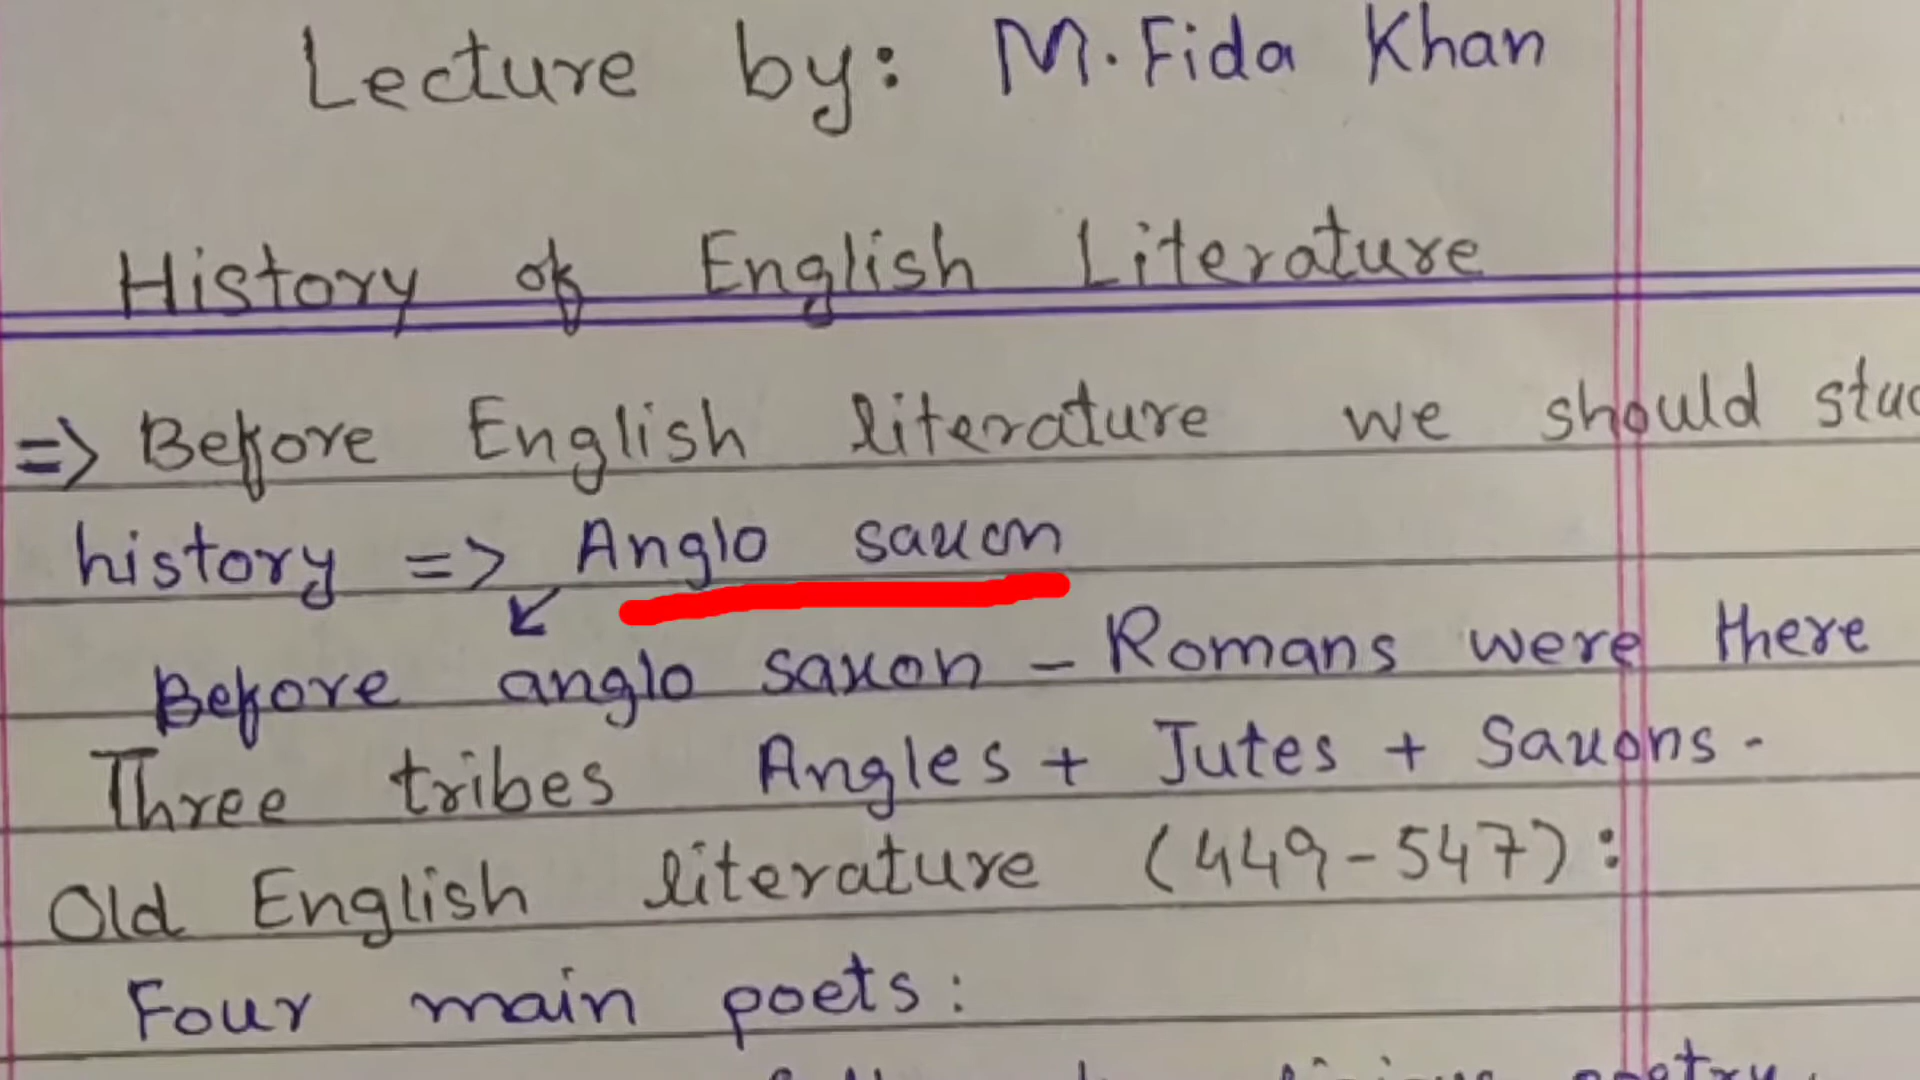 Lecture by: M. Fida Khan
History of English Literature
=> Before English literature we should
history => Anglo saxon
Before anglo saxon - Romans were there
Three tribes Angles + Jutes + Saxons -
Old English literature (449-547):
Four main poets: